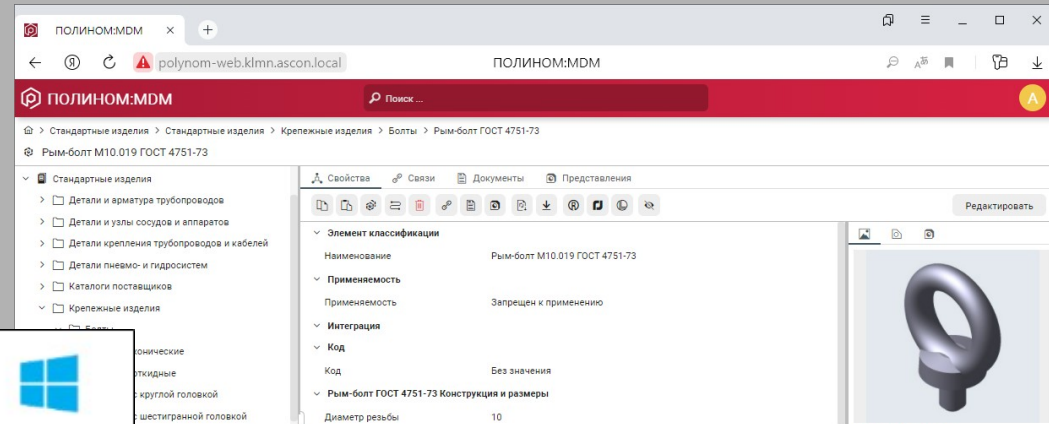 ПОЛИНОМ:MDM
polynom-web.klmn.ascon.local ПОЛИНОМ:MDM
ПОЛИНОМ:MDM Поиск ... A
Стандартные изделия > Стандартные изделия > Крепежные изделия > Болты > Рым-болт ГОСТ 4751-73
Рым-болт М10.019 ГОСТ 4751-73
Стандартные изделия
Детали и арматура трубопроводов
Детали и узлы сосудов и аппаратов
Детали крепления трубопроводов и кабелей
Детали пневмо- и гидросистем
Каталоги поставщиков
Крепежные изделия
круглой головкой
шестигранной головкой
Свойства Связи Документы Представления
Редактировать
Элемент классификации
Наименование Рым-болт М10.019 ГОСТ 4751-73
Применяемость
Применяемость Запрещен к применению
Интеграция
Код
Код Без значения
Рым-болт ГОСТ 4751-73 Конструкция и размеры
Диаметр резьбы 10